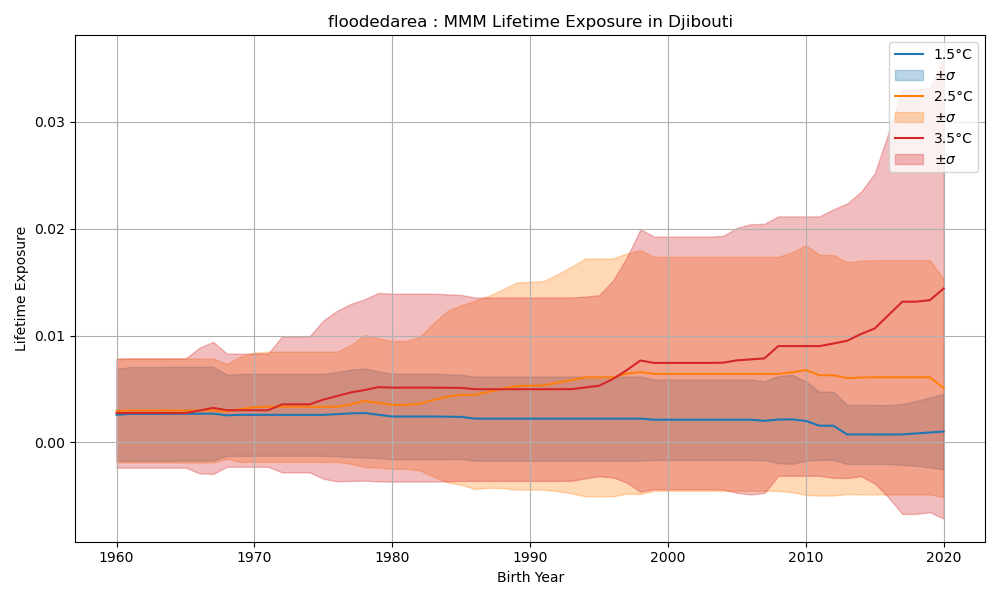 floodedarea : MMM Lifetime Exposure in Djibouti
1.5°C
±σ
2.5°C
±σ
3.5°C
±σ
0.03
0.02
0.01
0.00
Lifetime Exposure
1960 1970 1980 1990 2000 2010 2020
Birth Year